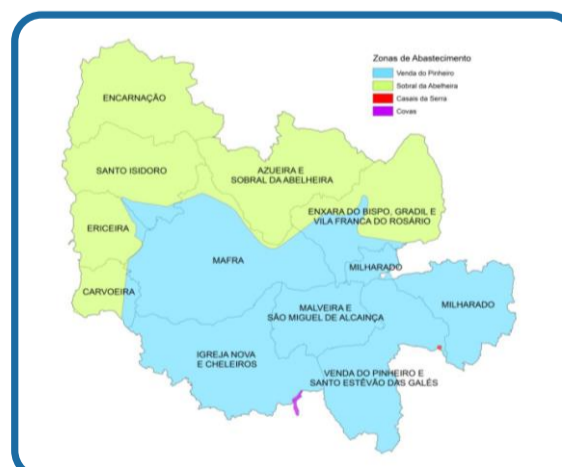 Zonas de Abastecimento
Venda do Pinheiro
Sobral da Abelheira
Casais da Serra
Covas
ENCARNAÇÃO
SANTO ISIDORO
AZUEIRA E
SOBRAL DA ABELHEIRA
ENXARA DO BISPO, GRADIL E
VILA FRANCA DO ROSÁRIO
ERICEIRA
MAFRA
MILHARADO
CARVOEIRA
MALVEIRA E
SÃO MIGUEL DE ALCAINÇA
MILHARADO
IGREJA NOVA
E CHELEIROS
VENDA DO PINHEIRO E
SANTO ESTÊVÃO DAS GALÉS